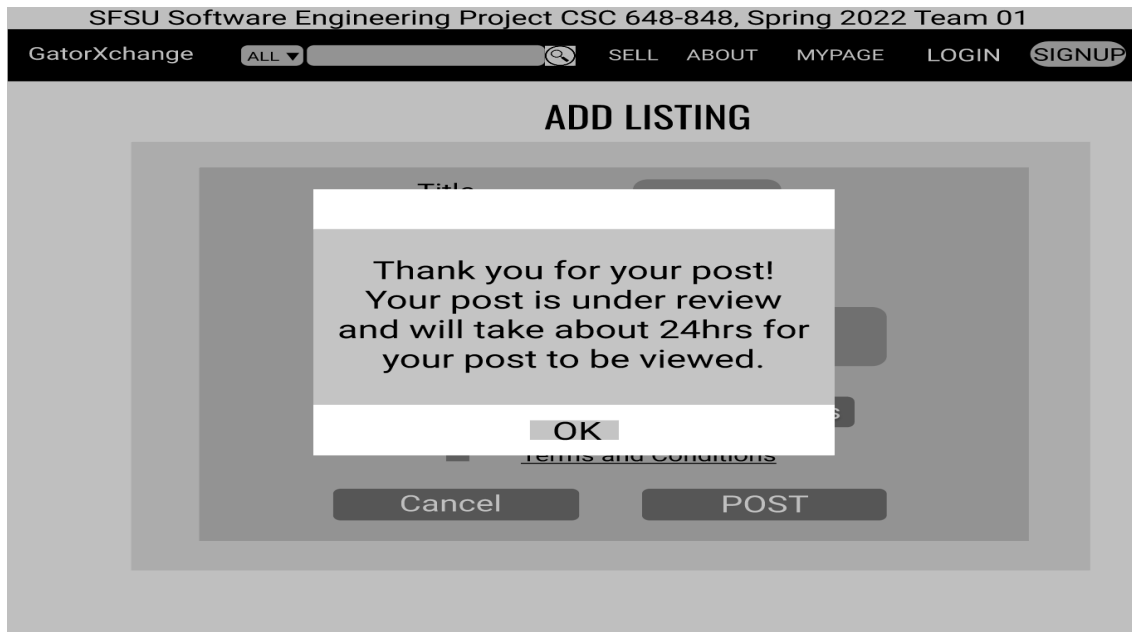 SFSU Software Engineering Project CSC 648-848, Spring 2022 Team 01
GatorXchange ALL SELL ABOUT MYPAGE LOGIN SIGNUP
ADD LISTING
Title
Thank you for your post!
Your post is under review
and will take about 24hrs for
your post to be viewed.
OK
Terms and Conditions
Cancel POST